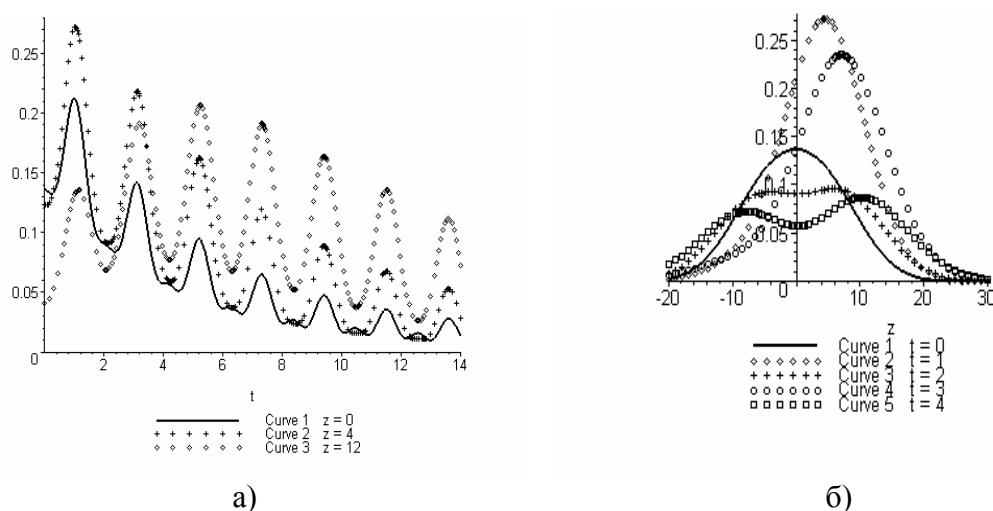 0.25
0.2
0.15
0.1
0.05
0
2
4
6
8
10
12
14
t
Curve 1 z = 0
Curve 2 z = 4
Curve 3 z = 12
а)
0.25
0.2
0.15
0.1
0.05
-20
-10
0
10
20
30
z
Curve 1 t = 0
Curve 2 t = 1
Curve 3 t = 2
Curve 4 t = 3
Curve 5 t = 4
б)